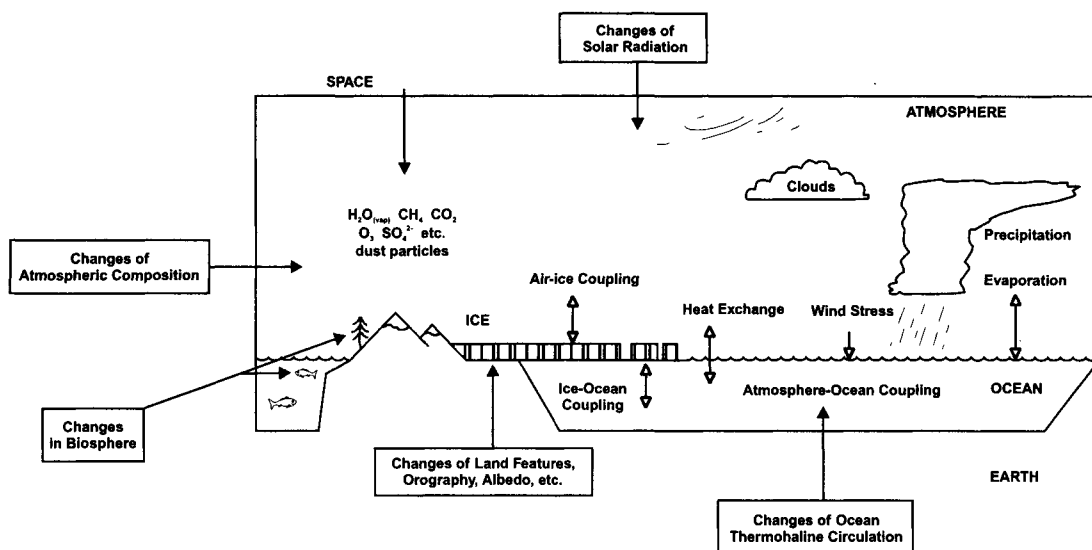 Changes of
Solar Radiation
SPACE
ATMOSPHERE
Clouds
H₂O(vap) CH₄ CO₂
O₃ SO₄²⁻ etc.
dust particles
Precipitation
Changes of
Atmospheric Composition
Air-ice Coupling
Evaporation
ICE
Heat Exchange
Wind Stress
Ice-Ocean
Coupling
Atmosphere-Ocean Coupling
OCEAN
Changes
in Biosphere
Changes of Land Features,
Orography, Albedo, etc.
EARTH
Changes of Ocean
Thermohaline Circulation